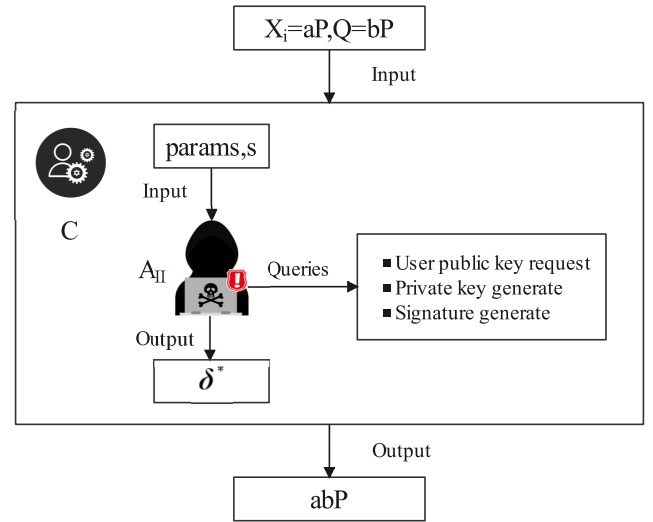 Xᵢ=aP,Q=bP
Input
params,s
Input
C
A_II
Queries
■ User public key request
■ Private key generate
■ Signature generate
Output
δ*
Output
abP